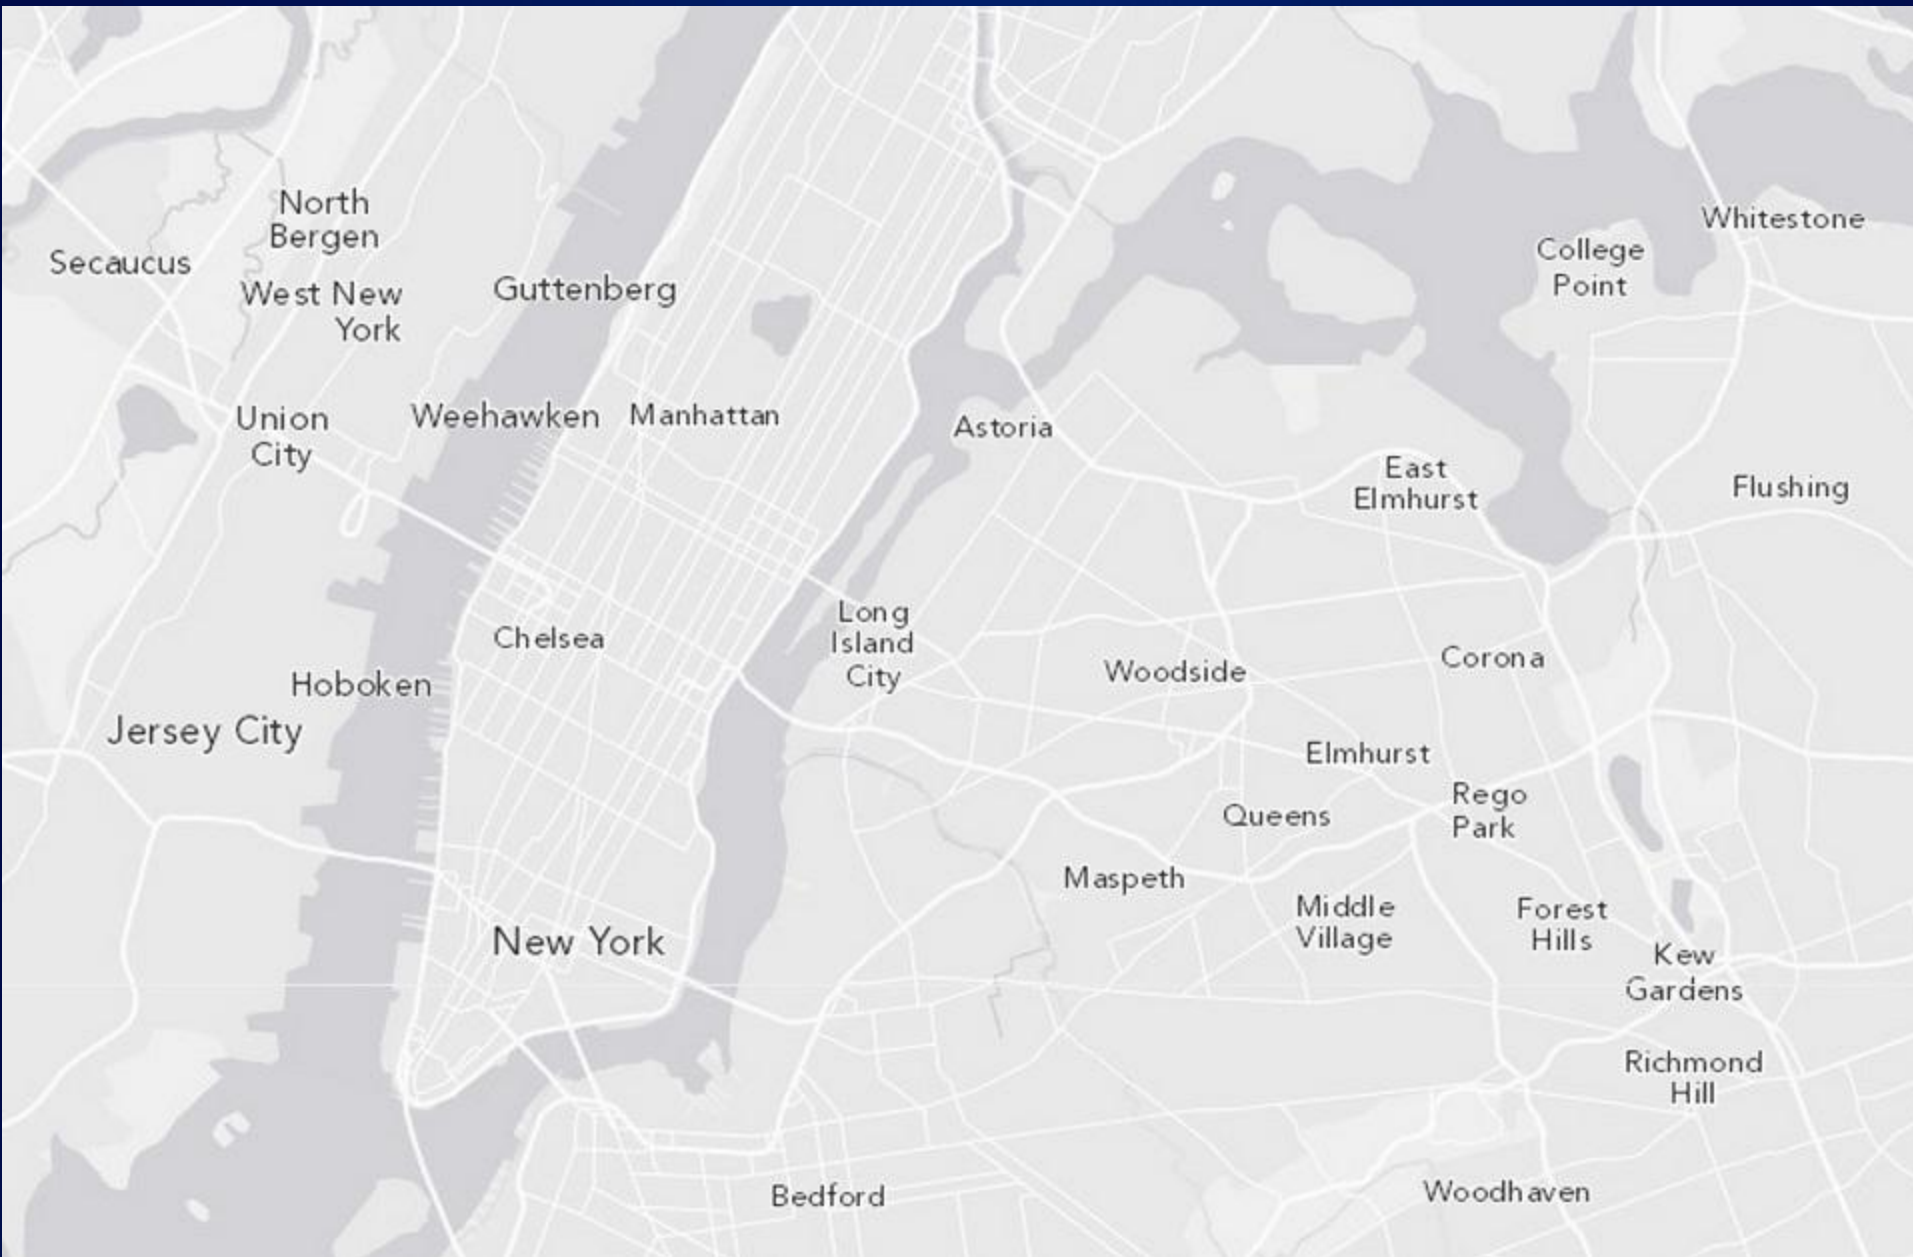 North
Bergen
Secaucus
West New
York
Guttenberg
Whitestone
College
Point
Union
City
Weehawken
Manhattan
Astoria
East
Elmhurst
Flushing
Chelsea
Long
Island
City
Woodside
Corona
Hoboken
Jersey City
Elmhurst
Rego
Park
Queens
Maspeth
Middle
Village
Forest
Hills
New York
Kew
Gardens
Richmond
Hill
Bedford
Woodhaven